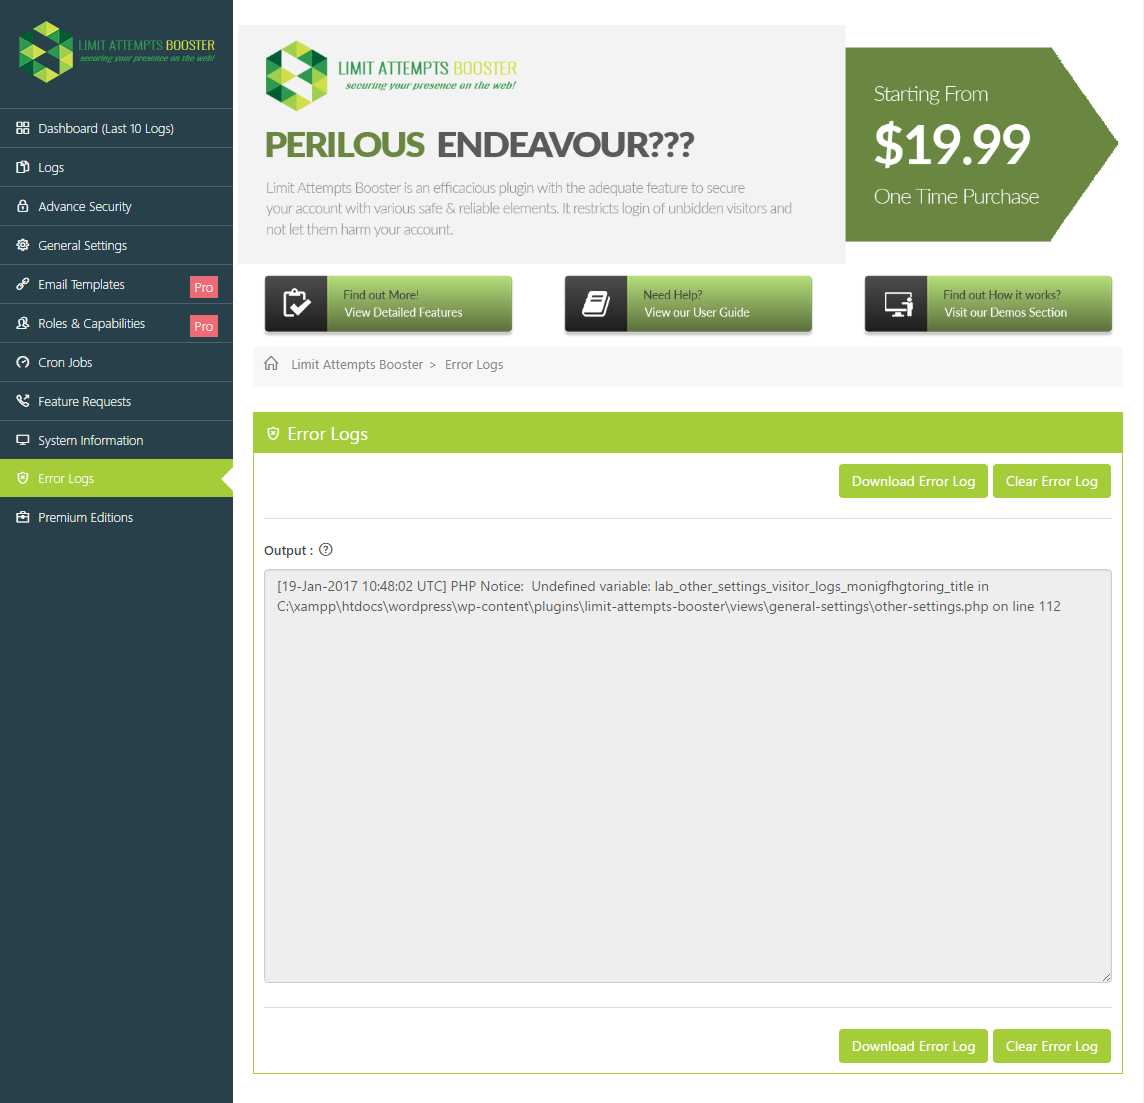 LIMIT ATTEMPTS BOOSTER
securing your presence on the web!
Dashboard (Last 10 Logs)
Logs
Advance Security
General Settings
Email Templates Pro
Roles & Capabilities Pro
Cron Jobs
Feature Requests
System Information
Error Logs
Premium Editions
LIMIT ATTEMPTS BOOSTER
securing your presence on the web!
PERILOUS ENDEAVOUR???
Limit Attempts Booster is an efficacious plugin with the adequate feature to secure
your account with various safe & reliable elements. It restricts login of unbidden visitors and
not let them harm your account.
Starting From
$19.99
One Time Purchase
Find out More!
View Detailed Features
Need Help?
View our User Guide
Find out How it works?
Visit our Demos Section
Limit Attempts Booster > Error Logs
Error Logs
Download Error Log Clear Error Log
Output : ?
[19-Jan-2017 10:48:02 UTC] PHP Notice:  Undefined variable: lab_other_settings_visitor_logs_monigfhgtoring_title in
C:\xampp\htdocs\wordpress\wp-content\plugins\limit-attempts-booster\views\general-settings\other-settings.php on line 112
Download Error Log Clear Error Log